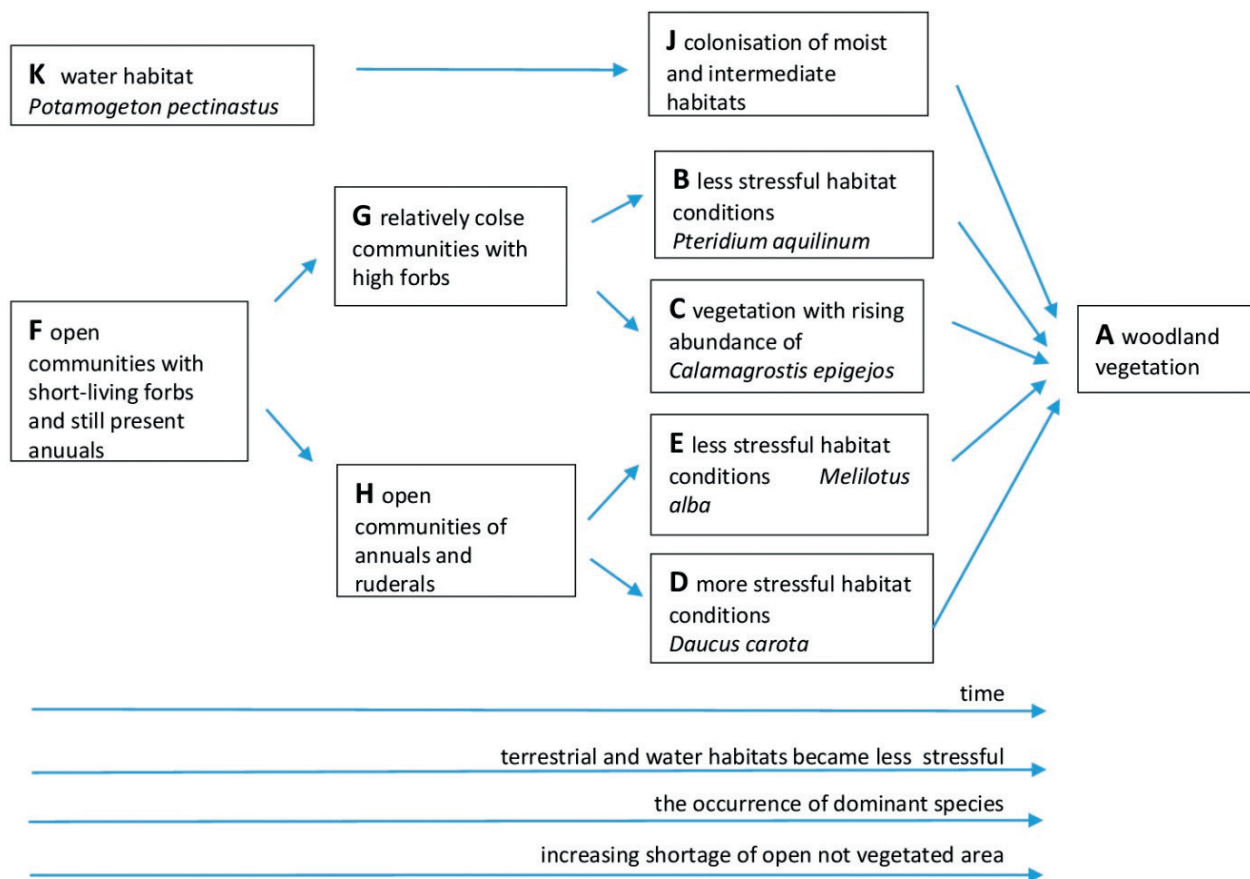 K water habitat
Potamogeton pectinastus
J colonisation of moist
and intermediate
habitats
G relatively colse
communities with
high forbs
B less stressful habitat
conditions
Pteridium aquilinum
F open
communities with
short-living forbs
and still present
anuuals
C vegetation with rising
abundance of
Calamagrostis epigejos
A woodland
vegetation
H open
communities of
annuals and
ruderals
E less stressful habitat
conditions Melilotus
alba
D more stressful habitat
conditions
Daucus carota
time
terrestrial and water habitats became less stressful
the occurrence of dominant species
increasing shortage of open not vegetated area